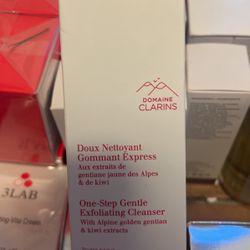 DOMAINE
CLARINS
Doux Nettoyant
Gommant Express
Aux extraits de
gentiane jaune des Alpes
& de kiwi
One-Step Gentle
Exfoliating Cleanser
With Alpine golden gentian
& kiwi extracts
3LAB